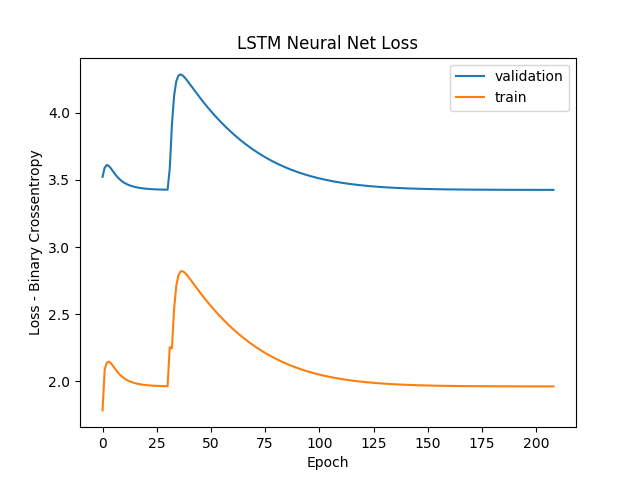 LSTM Neural Net Loss
validation
train
4.0
3.5
3.0
2.5
2.0
Loss - Binary Crossentropy
0 25 50 75 100 125 150 175 200
Epoch